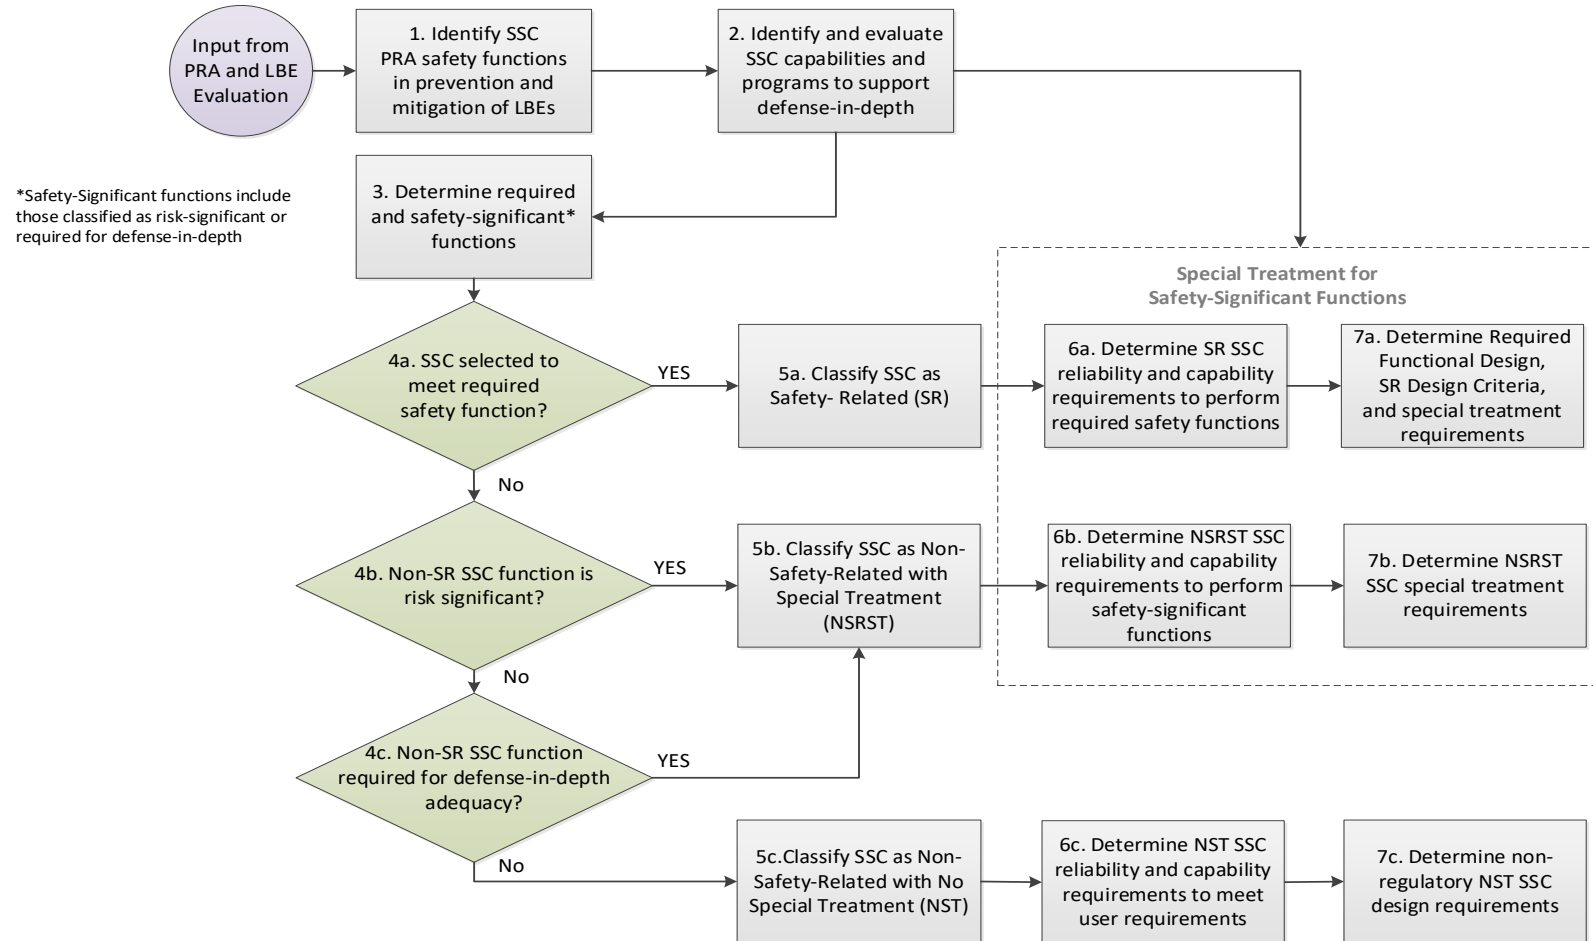 Input from
PRA and LBE
Evaluation
1. Identify SSC
PRA safety functions
in prevention and
mitigation of LBEs
2. Identify and evaluate
SSC capabilities and
programs to support
defense-in-depth
*Safety-Significant functions include
those classified as risk-significant or
required for defense-in-depth
3. Determine required
and safety-significant*
functions
Special Treatment for
Safety-Significant Functions
4a. SSC selected to
meet required
safety function?
YES
5a. Classify SSC as
Safety- Related (SR)
6a. Determine SR SSC
reliability and capability
requirements to perform
required safety functions
7a. Determine Required
Functional Design,
SR Design Criteria,
and special treatment
requirements
No
4b. Non-SR SSC function is
risk significant?
YES
5b. Classify SSC as Non-
Safety-Related with
Special Treatment
(NSRST)
6b. Determine NSRST SSC
reliability and capability
requirements to perform
safety-significant
functions
7b. Determine NSRST
SSC special treatment
requirements
No
4c. Non-SR SSC function
required for defense-in-depth
adequacy?
YES
No
5c.Classify SSC as Non-
Safety-Related with No
Special Treatment (NST)
6c. Determine NST SSC
reliability and capability
requirements to meet
user requirements
7c. Determine non-
regulatory NST SSC
design requirements